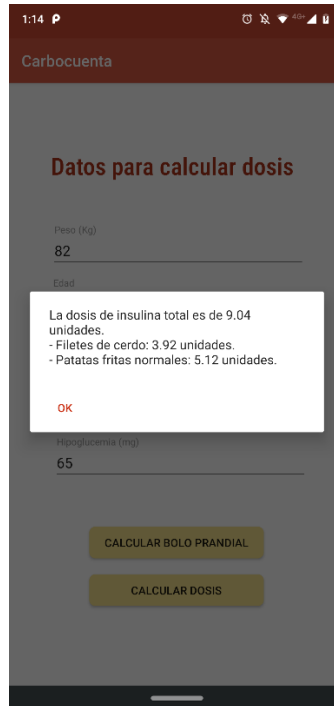 1:14 P 4G+
Carbocuenta
Datos para calcular dosis
Peso (Kg)
82
Edad
La dosis de insulina total es de 9.04
unidades.
- Filetes de cerdo: 3.92 unidades.
- Patatas fritas normales: 5.12 unidades.
OK
Hipoglucemia (mg)
65
CALCULAR BOLO PRANDIAL
CALCULAR DOSIS